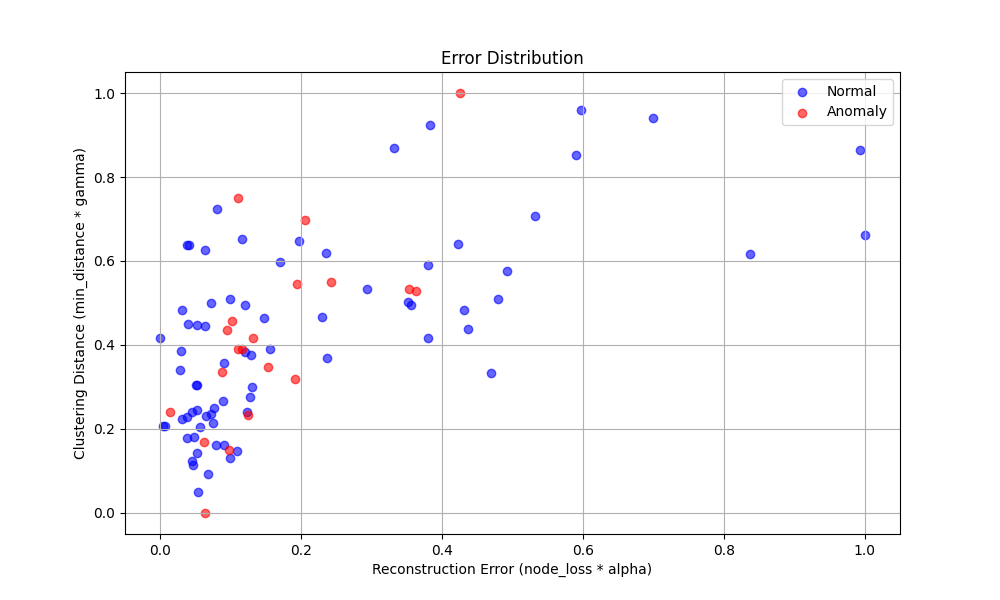 Error Distribution
Normal
Anomaly
1.0
0.8
0.6
0.4
0.2
0.0
Clustering Distance (min_distance * gamma)
0.0 0.2 0.4 0.6 0.8 1.0
Reconstruction Error (node_loss * alpha)